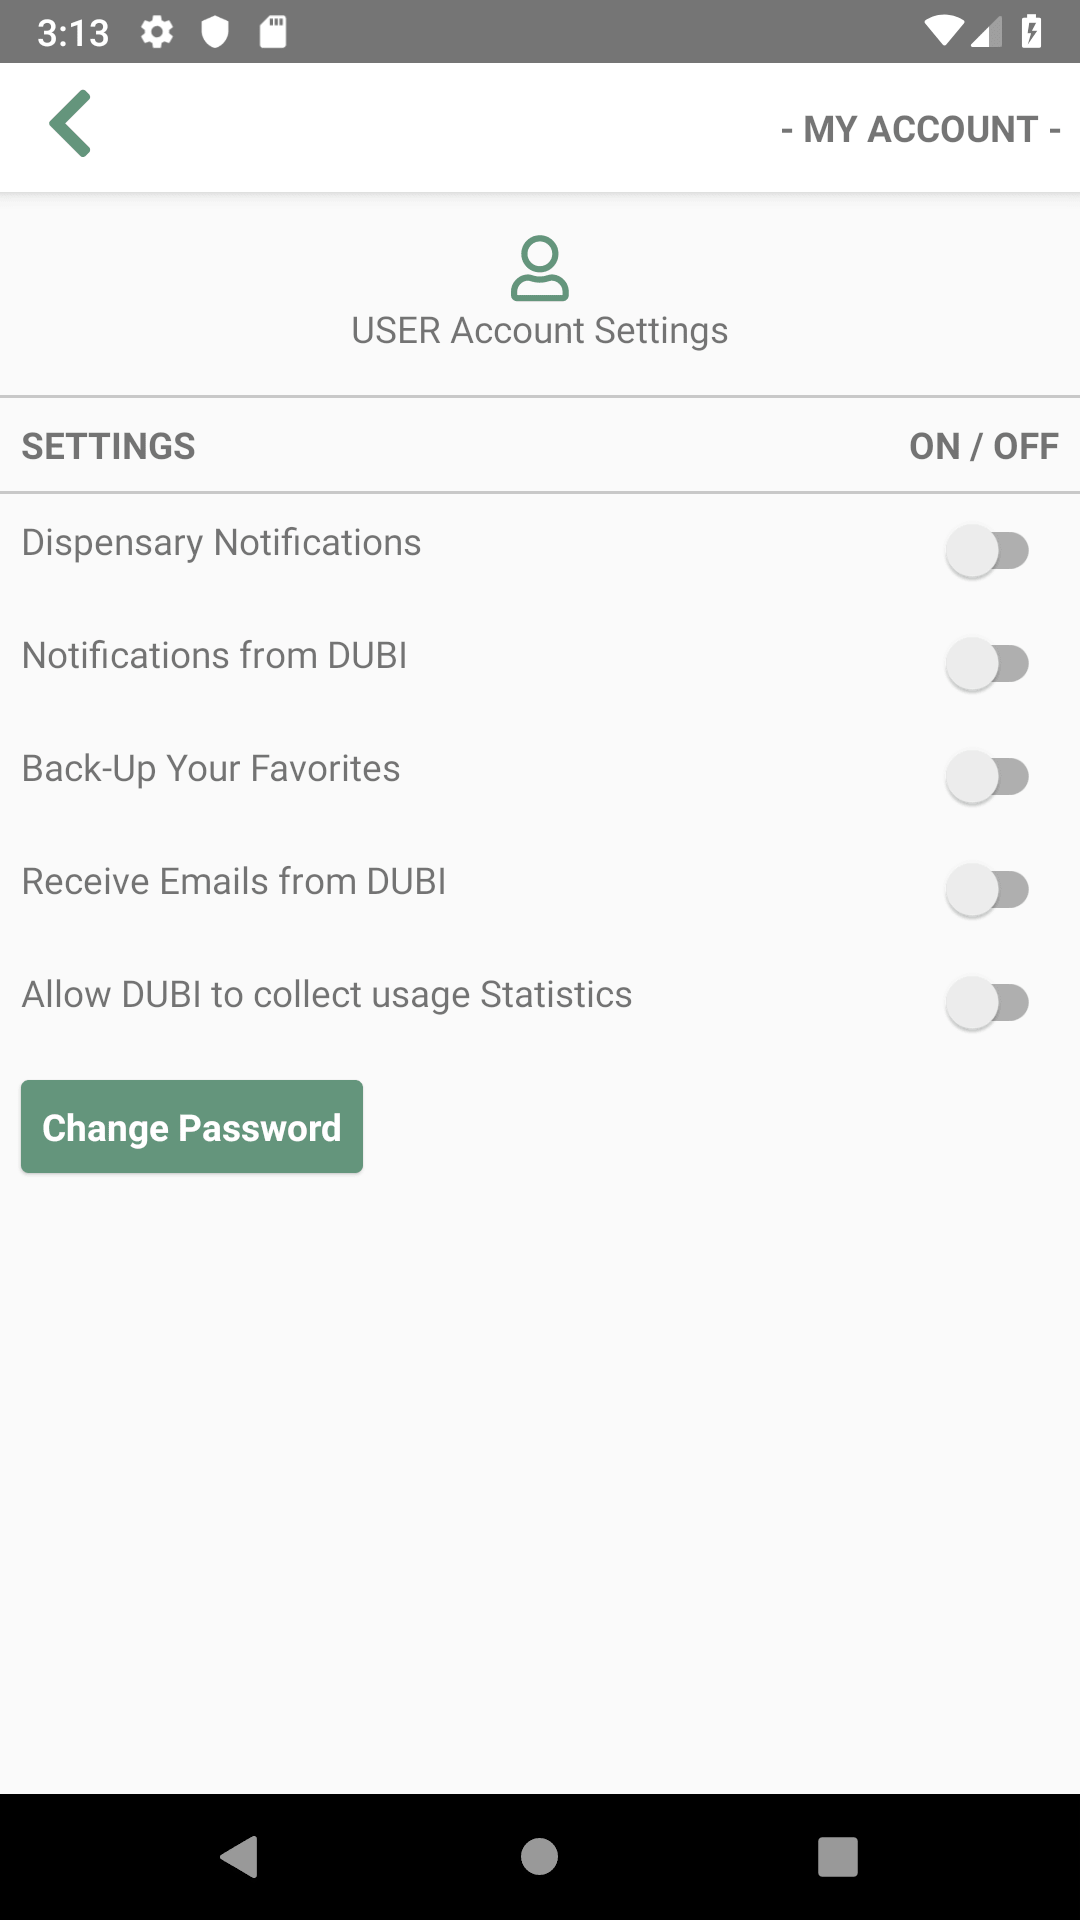 3:13
- MY ACCOUNT -
USER Account Settings
SETTINGS ON / OFF
Dispensary Notifications
Notifications from DUBI
Back-Up Your Favorites
Receive Emails from DUBI
Allow DUBI to collect usage Statistics
Change Password